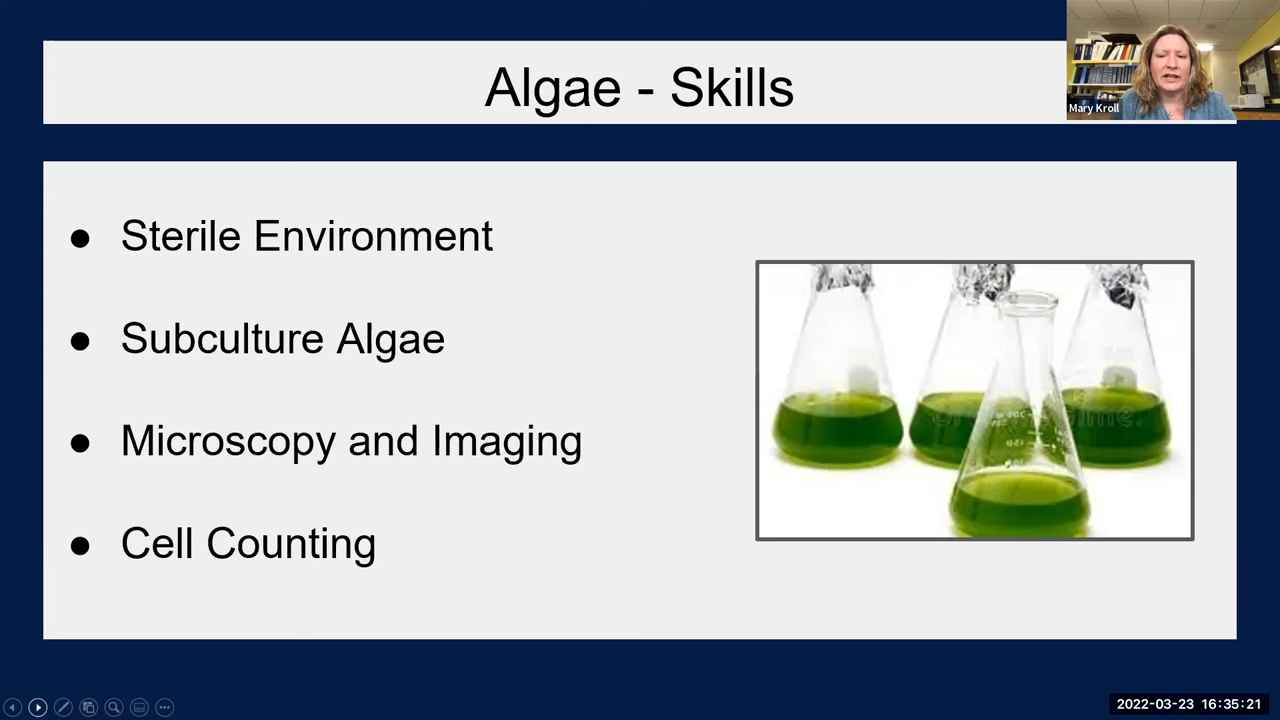 Algae - Skills
Mary Kroll
● Sterile Environment
● Subculture Algae
● Microscopy and Imaging
● Cell Counting
2022-03-23 16:35:21